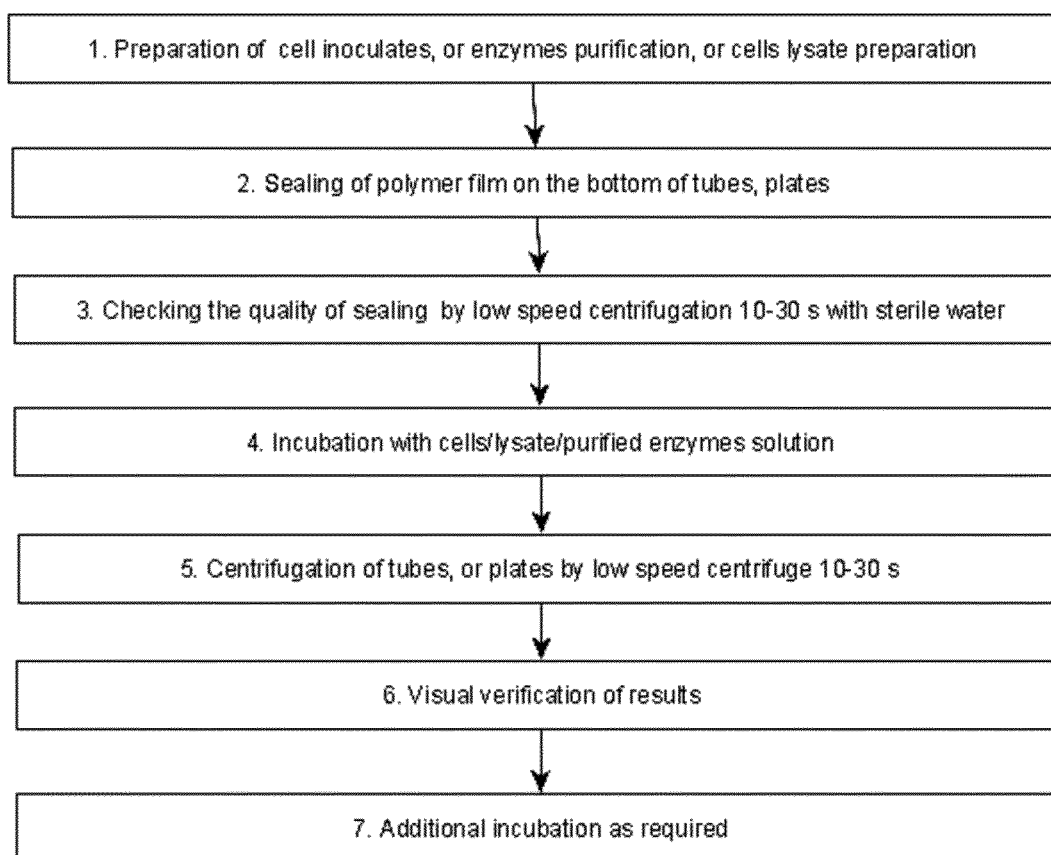 1. Preparation of cell inoculates, or enzymes purification, or cells lysate preparation
2. Sealing of polymer film on the bottom of tubes, plates
3. Checking the quality of sealing by low speed centrifugation 10-30 s with sterile water
4. Incubation with cells/lysate/purified enzymes solution
5. Centrifugation of tubes, or plates by low speed centrifuge 10-30 s
6. Visual verification of results
7. Additional incubation as required